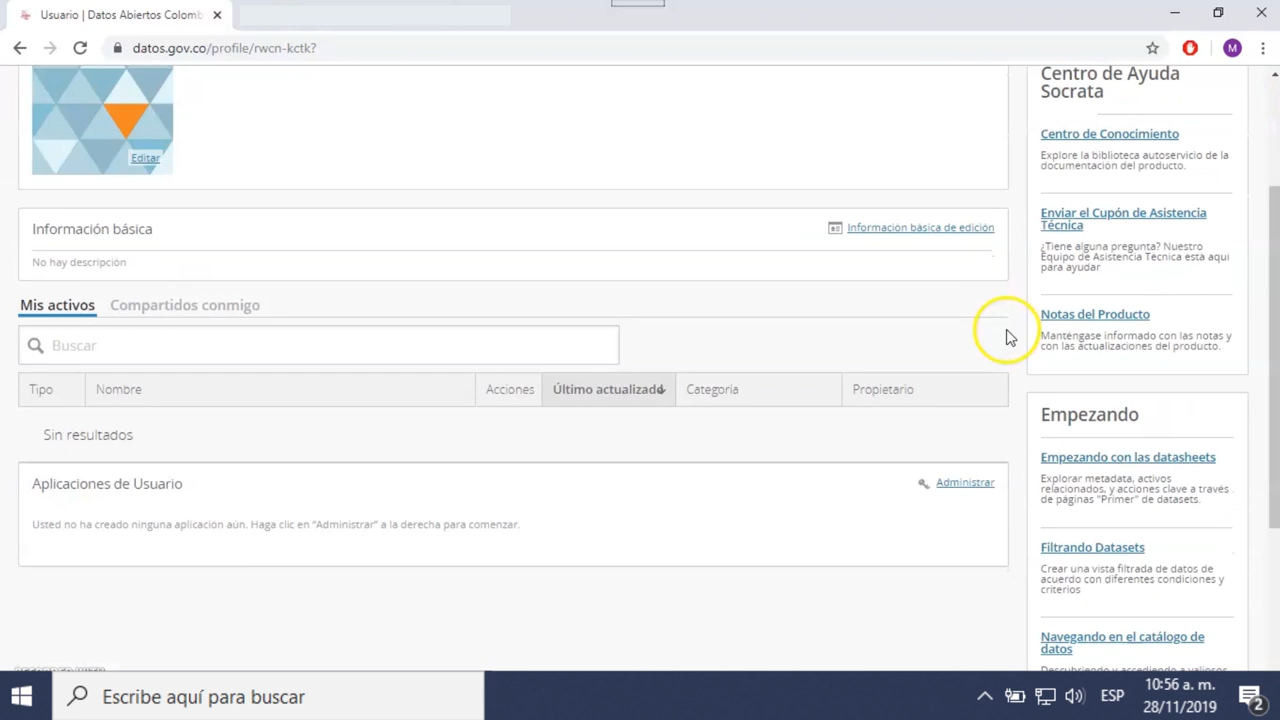 Usuario | Datos Abiertos Colomb
datos.gov.co/profile/rwcn-kctk?
M
Editar
Información básica
Información básica de edición
No hay descripción
Mis activos
Compartidos conmigo
Buscar
Tipo
Nombre
Acciones
Último actualizado
Categoria
Propietario
Sin resultados
Aplicaciones de Usuario
Administrar
Usted no ha creado ninguna aplicación aún. Haga clic en “Administrar” a la derecha para comenzar.
Centro de Ayuda
Socrata
Centro de Conocimiento
Explore la biblioteca autoservicio de la
documentación del producto.
Enviar el Cupón de Asistencia
Técnica
¿Tiene alguna pregunta? Nuestro
Equipo de Asistencia Técnica está aquí
para ayudar
Notas del Producto
Manténgase informado con las notas y
con las actualizaciones del producto.
Empezando
Empezando con las datasheets
Explorar metadata, activos
relacionados, y acciones clave a través
de páginas "Primer" de datasets.
Filtrando Datasets
Crear una vista filtrada de datos de
acuerdo con diferentes condiciones y
criterios
Navegando en el catálogo de
datos
Descubriendo y accediendo a valiosos
Escribe aquí para buscar
ESP
10:56 a. m.
28/11/2019
2